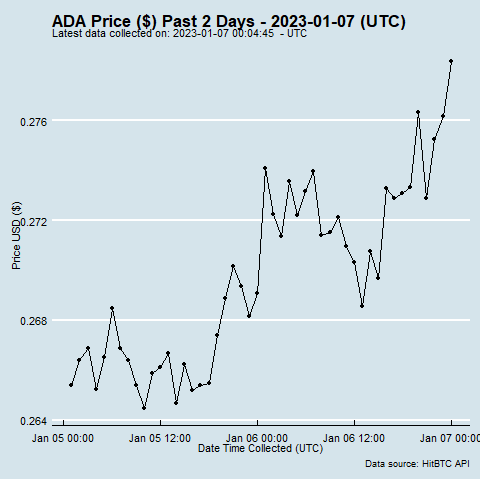 ADA Price ($) Past 2 Days - 2023-01-07 (UTC)
Latest data collected on: 2023-01-07 00:04:45 - UTC
0.276
0.272
0.268
0.264
Price USD ($)
Jan 05 00:00 Jan 05 12:00 Jan 06 00:00 Jan 06 12:00 Jan 07 00:00
Date Time Collected (UTC)
Data source: HitBTC API